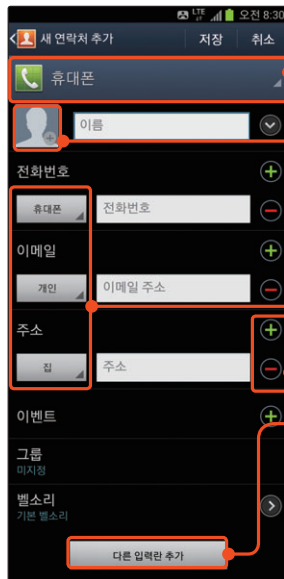 LTE 오전 8:30
새 연락처 추가 저장 취소
휴대폰
이름
전화번호
휴대폰 전화번호
이메일
개인 이메일 주소
주소
집 주소
이벤트
그룹
미지정
벨소리
기본 벨소리
다른 입력란 추가